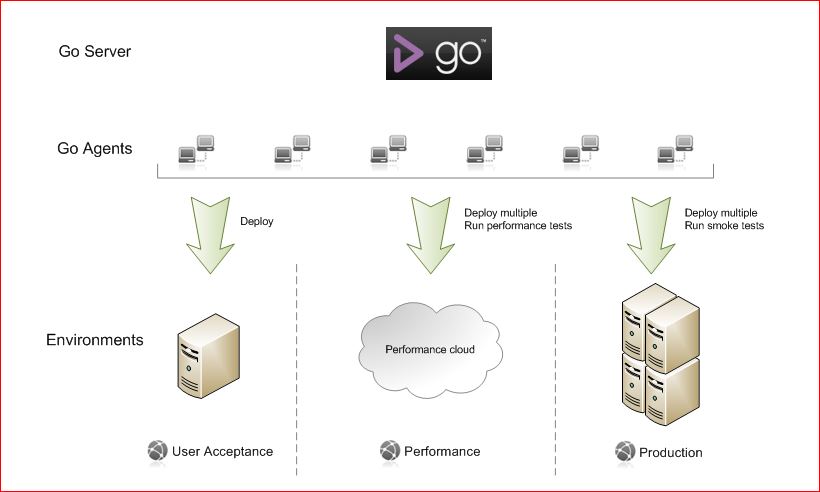 Go Server
go™
Go Agents
Deploy
Deploy multiple
Run performance tests
Deploy multiple
Run smoke tests
Environments
Performance cloud
User Acceptance
Performance
Production